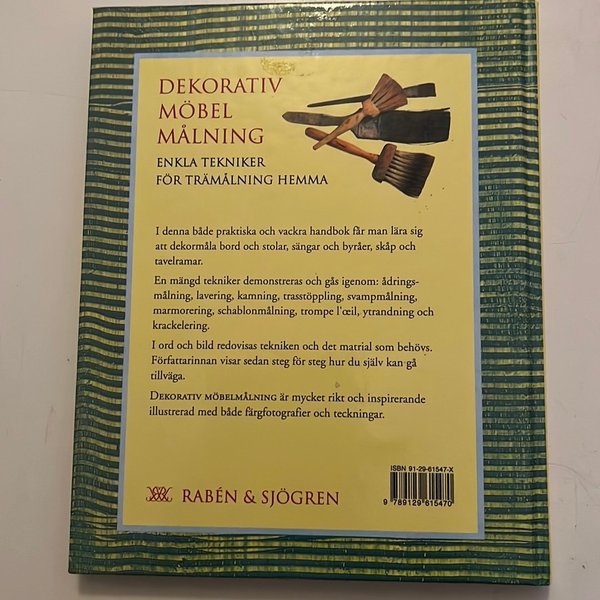 DEKORATIV
MÖBEL
MÅLNING
ENKLA TEKNIKER
FÖR TRÄMÅLNING HEMMA
I denna både praktiska och vackra handbok får man lära sig
att dekormåla bord och stolar, sängar och byråer, skåp och
tavelramar.
En mängd tekniker demonstreras och gås igenom: ådrings-
målning, lavering, kamning, trasstöppling, svampmålning,
marmorering, schablonmålning, trompe l'œil, ytrandning och
krackelering.
I ord och bild redovisas tekniken och det matrial som behövs.
Författarinnan visar sedan steg för steg hur du själv kan gå
tillväga.
DEKORATIV MÖBELMÅLNING är mycket rikt och inspirerande
illustrerad med både färgfotografier och teckningar.
ISBN 91-29-61547-X
9 789129 615470
RABÉN & SJÖGREN